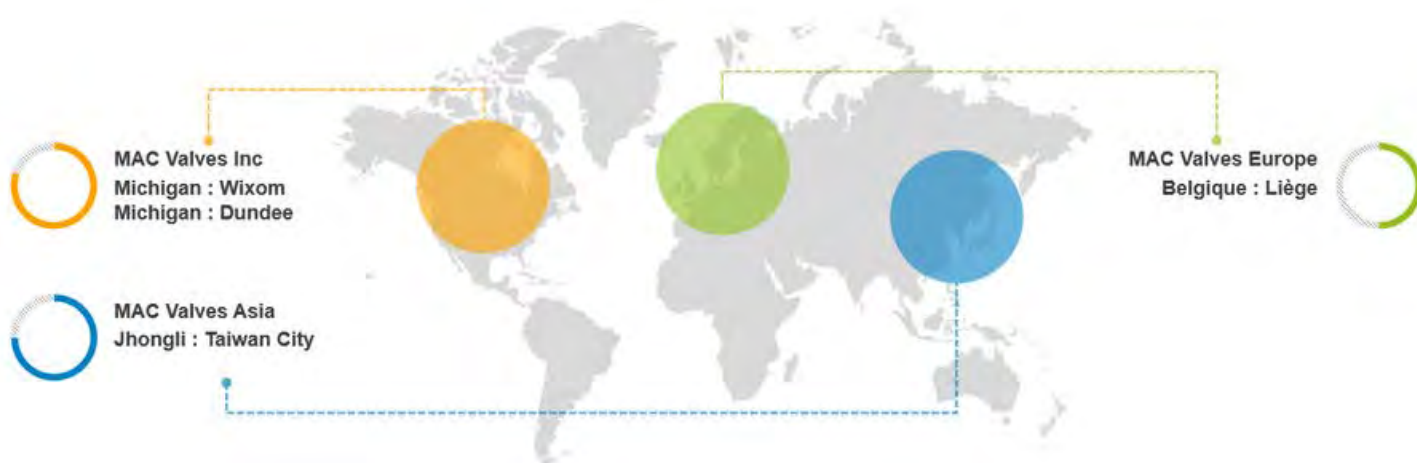 MAC Valves Inc
Michigan : Wixom
Michigan : Dundee
MAC Valves Europe
Belgique : Liège
MAC Valves Asia
Jhongli : Taiwan City